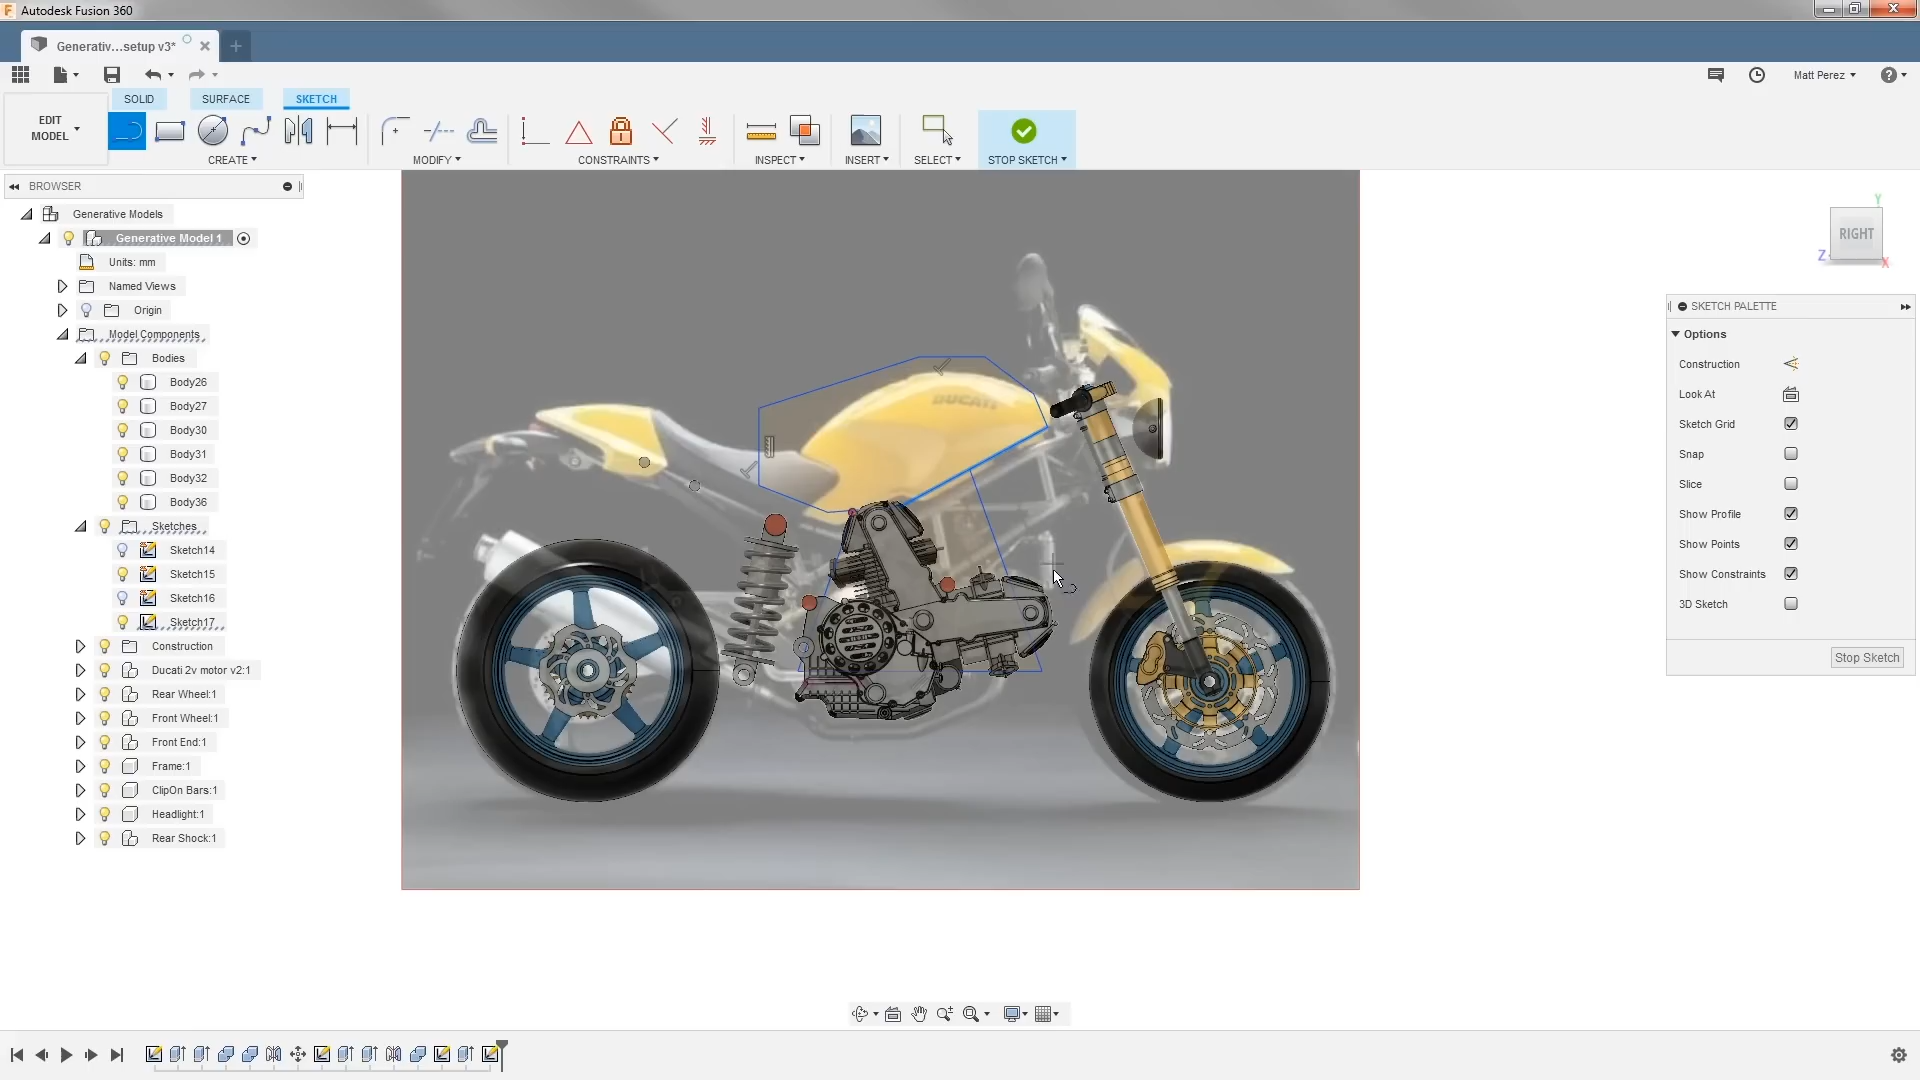 Autodesk Fusion 360
Generativ...setup v3*
Matt Perez
SOLID
SURFACE
SKETCH
EDIT
MODEL
CREATE
MODIFY
CONSTRAINTS
INSPECT
INSERT
SELECT
STOP SKETCH
BROWSER
Generative Models
Generative Model 1
Units: mm
Named Views
Origin
Model Components
Bodies
Body26
Body27
Body30
Body31
Body32
Body36
Sketches
Sketch14
Sketch15
Sketch16
Sketch17
Construction
Ducati 2v motor v2:1
Rear Wheel:1
Front Wheel:1
Front End:1
Frame:1
ClipOn Bars:1
Headlight:1
Rear Shock:1
DUCATI
Y
RIGHT
Z
X
SKETCH PALETTE
Options
Construction
Look At
Sketch Grid
Snap
Slice
Show Profile
Show Points
Show Constraints
3D Sketch
Stop Sketch